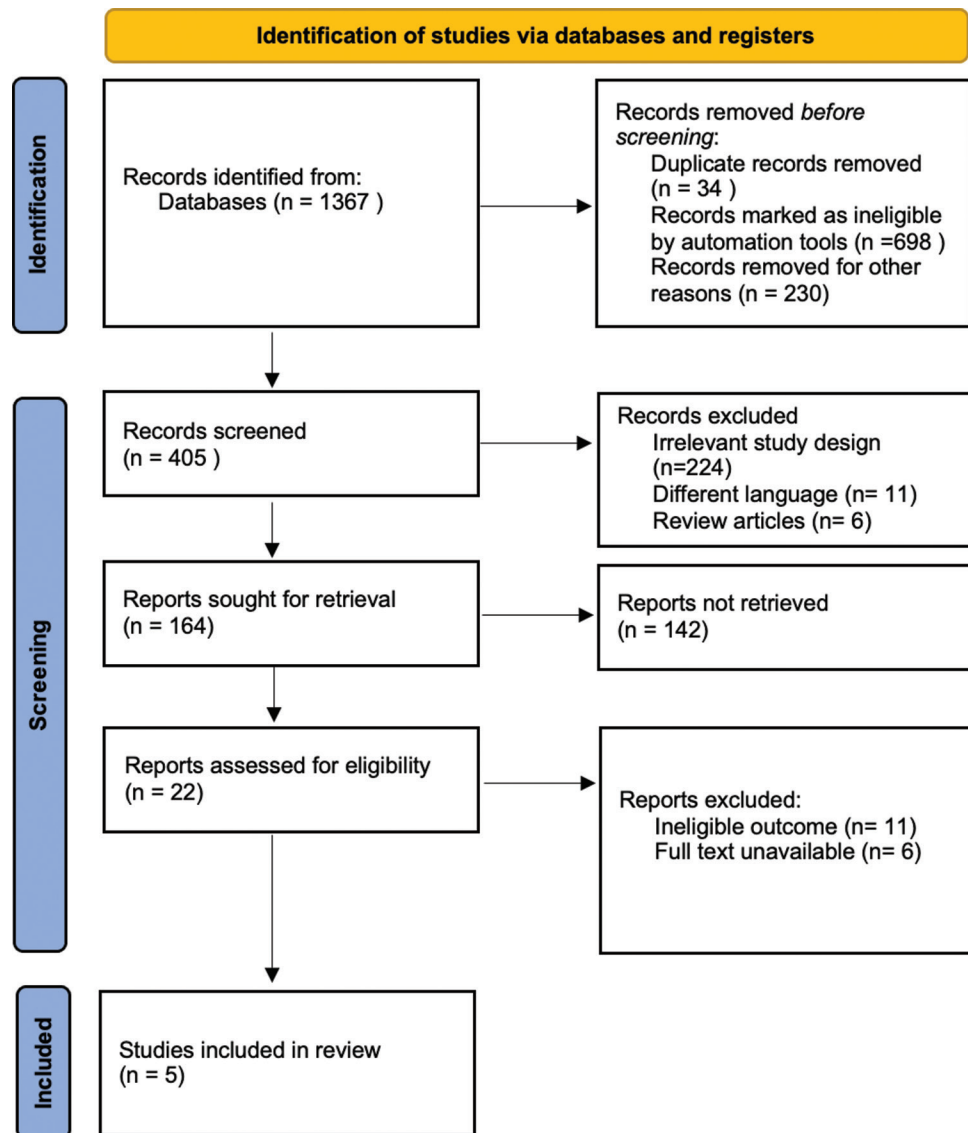 Identification of studies via databases and registers
Identification
Records identified from:
Databases (n = 1367 )
Records removed before
screening:
Duplicate records removed
(n = 34 )
Records marked as ineligible
by automation tools (n =698 )
Records removed for other
reasons (n = 230)
Screening
Records screened
(n = 405 )
Records excluded
Irrelevant study design
(n=224)
Different language (n= 11)
Review articles (n= 6)
Reports sought for retrieval
(n = 164)
Reports not retrieved
(n = 142)
Reports assessed for eligibility
(n = 22)
Reports excluded:
Ineligible outcome (n= 11)
Full text unavailable (n= 6)
Included
Studies included in review
(n = 5)